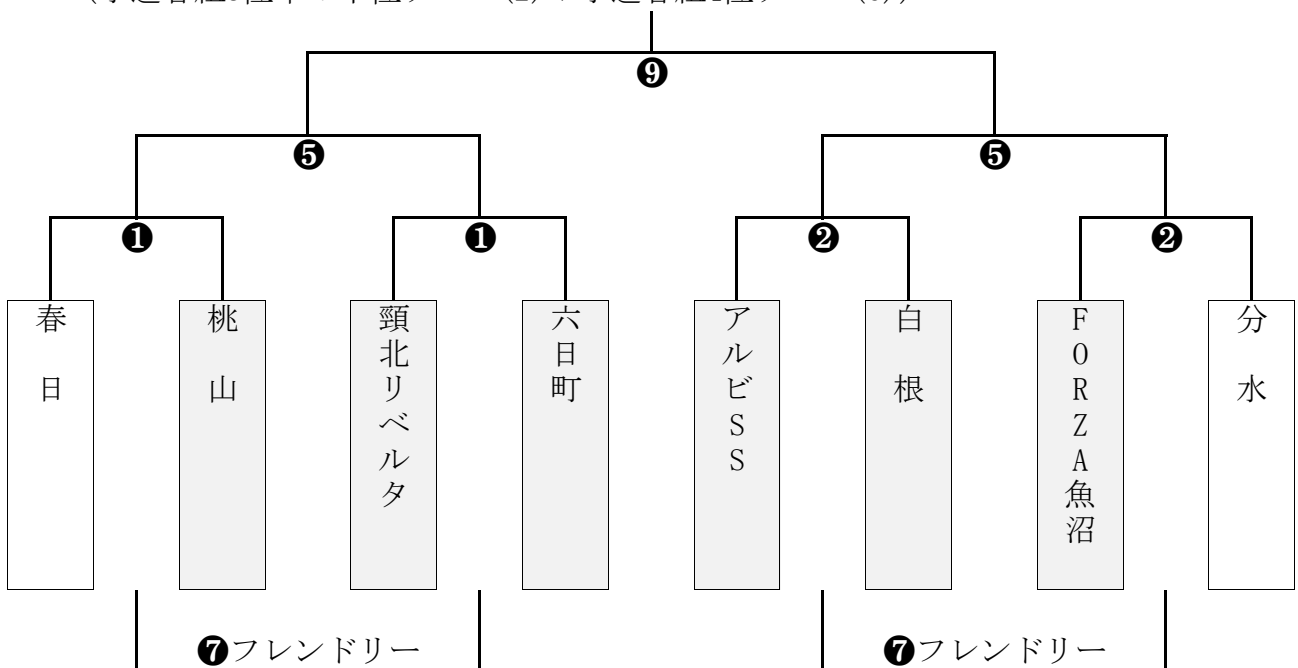 ❾
❺ ❺
❶ ❶ ❷ ❷
春日
桃山
頸北リベルタ
六日町
アルビSS
白根
FORZA魚沼
分水
❼フレンドリー ❼フレンドリー